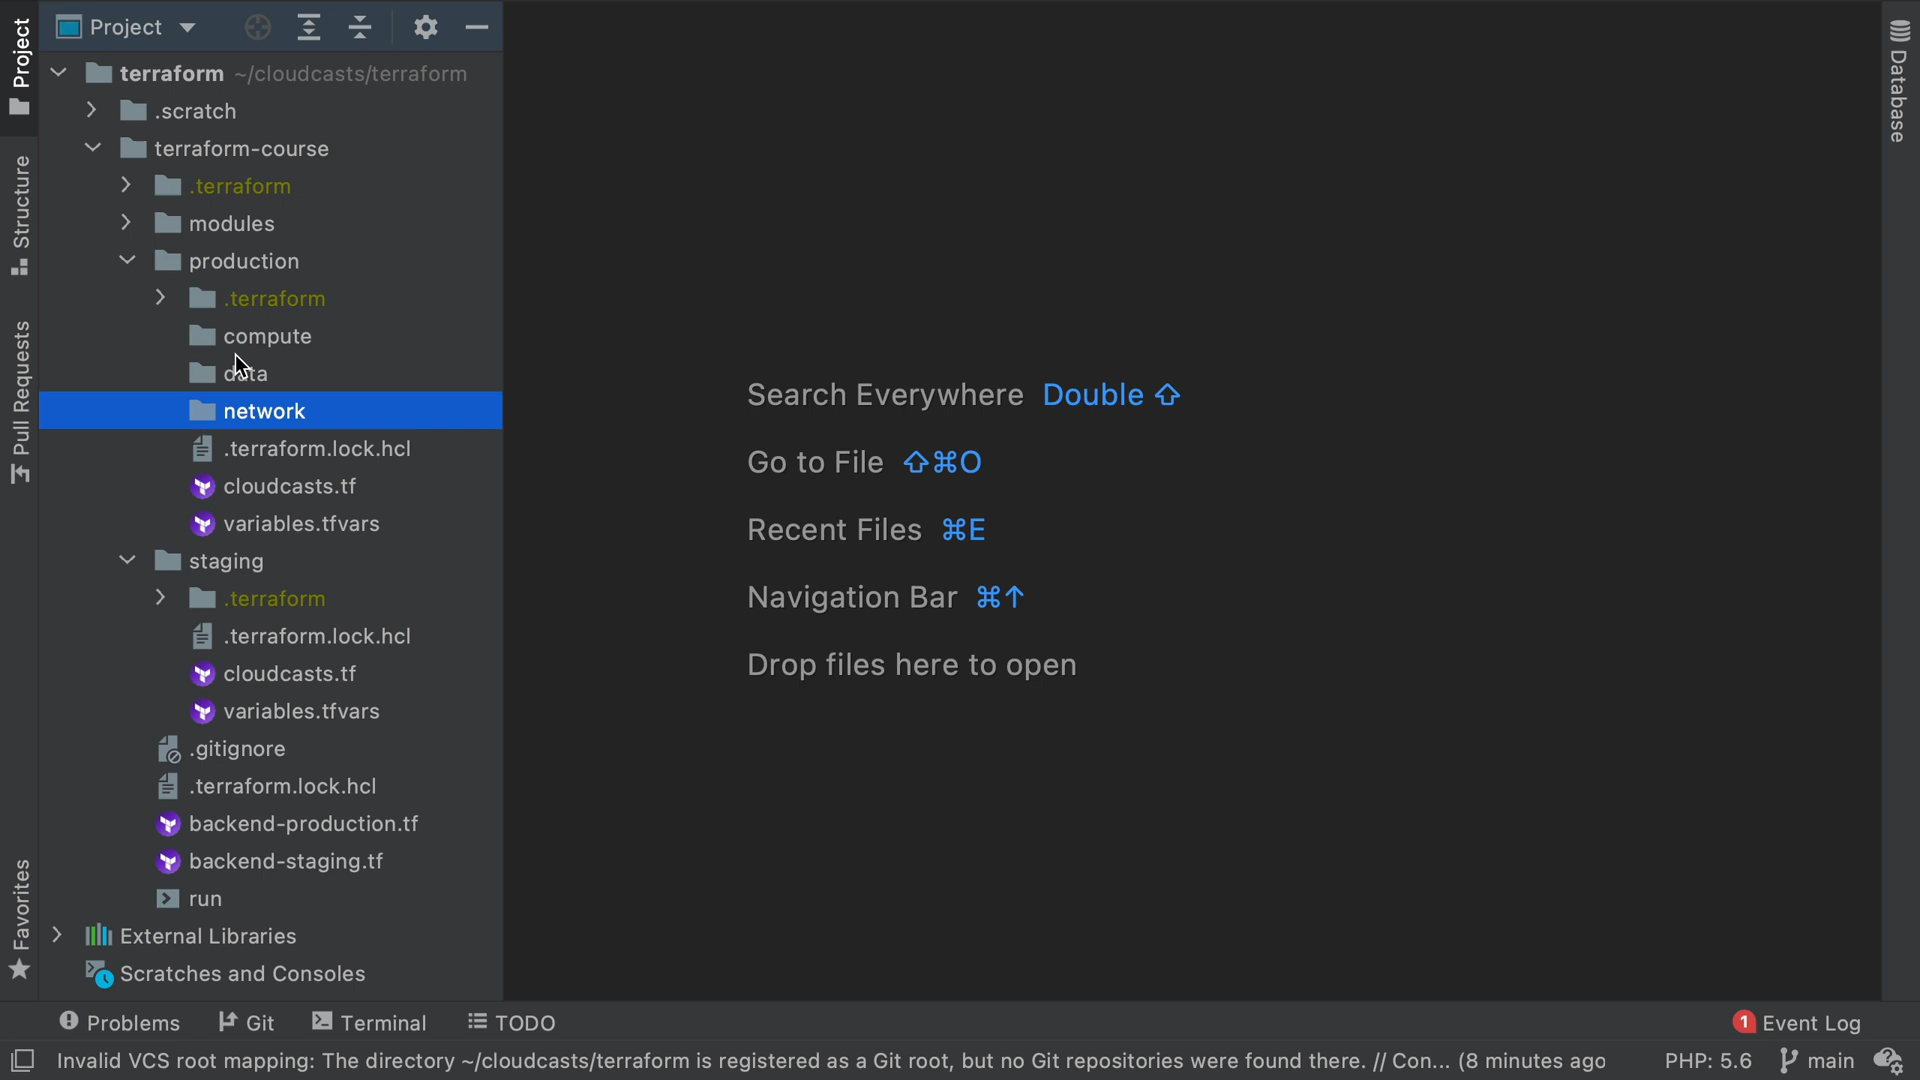 Project
terraform ~/cloudcasts/terraform
.scratch
terraform-course
.terraform
modules
production
.terraform
compute
data
network
.terraform.lock.hcl
cloudcasts.tf
variables.tfvars
staging
.terraform
.terraform.lock.hcl
cloudcasts.tf
variables.tfvars
.gitignore
.terraform.lock.hcl
backend-production.tf
backend-staging.tf
run
External Libraries
Scratches and Consoles
Project
Structure
Pull Requests
Favorites
Search Everywhere Double ⇧
Go to File ⇧⌘O
Recent Files ⌘E
Navigation Bar ⌘↑
Drop files here to open
Database
Problems Git Terminal TODO 1 Event Log
Invalid VCS root mapping: The directory ~/cloudcasts/terraform is registered as a Git root, but no Git repositories were found there. // Con... (8 minutes ago PHP: 5.6 main